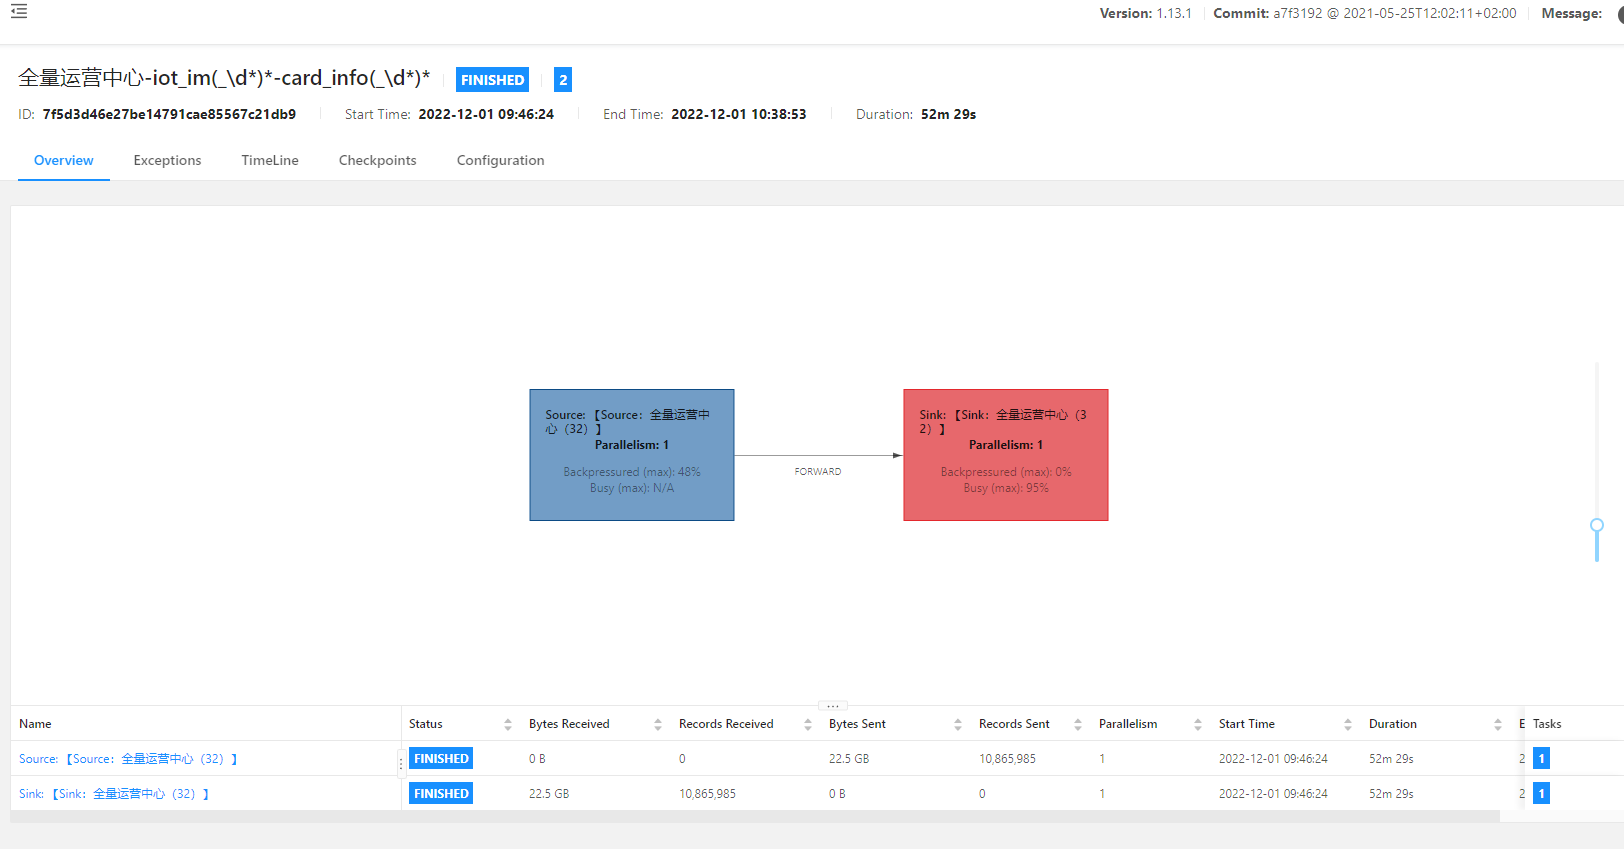 Version: 1.13.1 Commit: a7f3192 @ 2021-05-25T12:02:11+02:00 Message:
全量运营中心-iot_im(_\d*)*-card_info(_\d*)* FINISHED 2
ID: 7f5d3d46e27be14791cae85567c21db9 Start Time: 2022-12-01 09:46:24 End Time: 2022-12-01 10:38:53 Duration: 52m 29s
Overview Exceptions TimeLine Checkpoints Configuration
Source: 【Source：全量运营中
心（32）】
Parallelism: 1
Backpressured (max): 48%
Busy (max): N/A
FORWARD
Sink: 【Sink：全量运营中心（3
2）】
Parallelism: 1
Backpressured (max): 0%
Busy (max): 95%
Name Status Bytes Received Records Received Bytes Sent Records Sent Parallelism Start Time Duration E Tasks
Source: 【Source：全量运营中心（32）】 FINISHED 0 B 0 22.5 GB 10,865,985 1 2022-12-01 09:46:24 52m 29s 2 1
Sink: 【Sink：全量运营中心（32）】 FINISHED 22.5 GB 10,865,985 0 B 0 1 2022-12-01 09:46:24 52m 29s 2 1